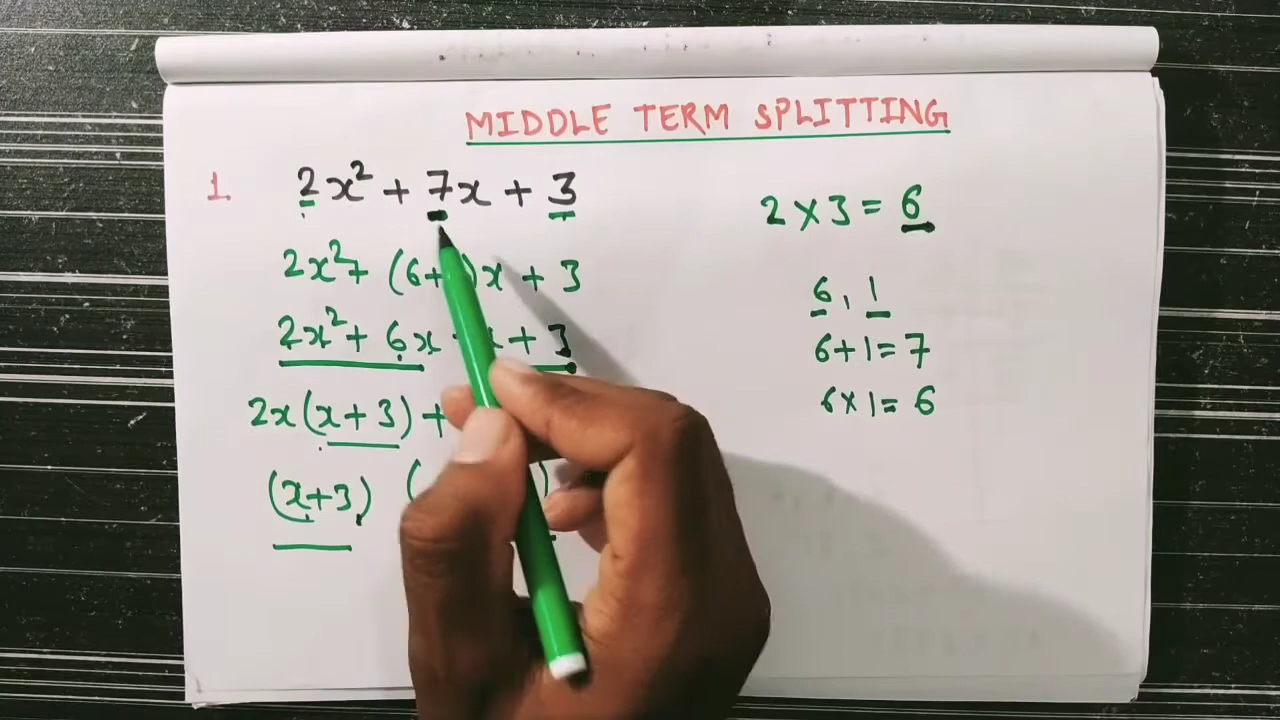 MIDDLE TERM SPLITTING
1. 2x² + 7x + 3
2x² + (6+ )x + 3
2x² + 6x + 3
2x(x+3) +
(x+3) ( )
2 × 3 = 6
6, 1
6+1=7
6×1= 6